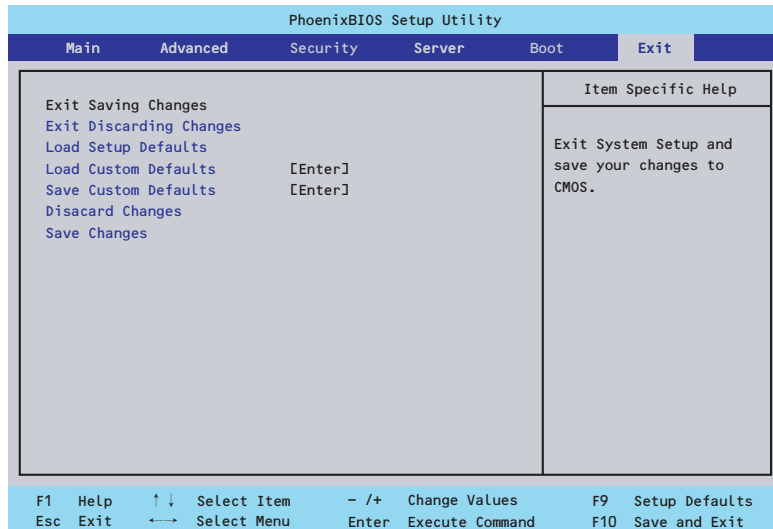 PhoenixBIOS Setup Utility
Main Advanced Security Server Boot Exit
Exit Saving Changes
Exit Discarding Changes
Load Setup Defaults
Load Custom Defaults [Enter]
Save Custom Defaults [Enter]
Disacard Changes
Save Changes
Item Specific Help
Exit System Setup and
save your changes to
CMOS.
F1 Help ↑↓ Select Item - /+ Change Values F9 Setup Defaults
Esc Exit ←→ Select Menu Enter Execute Command F10 Save and Exit